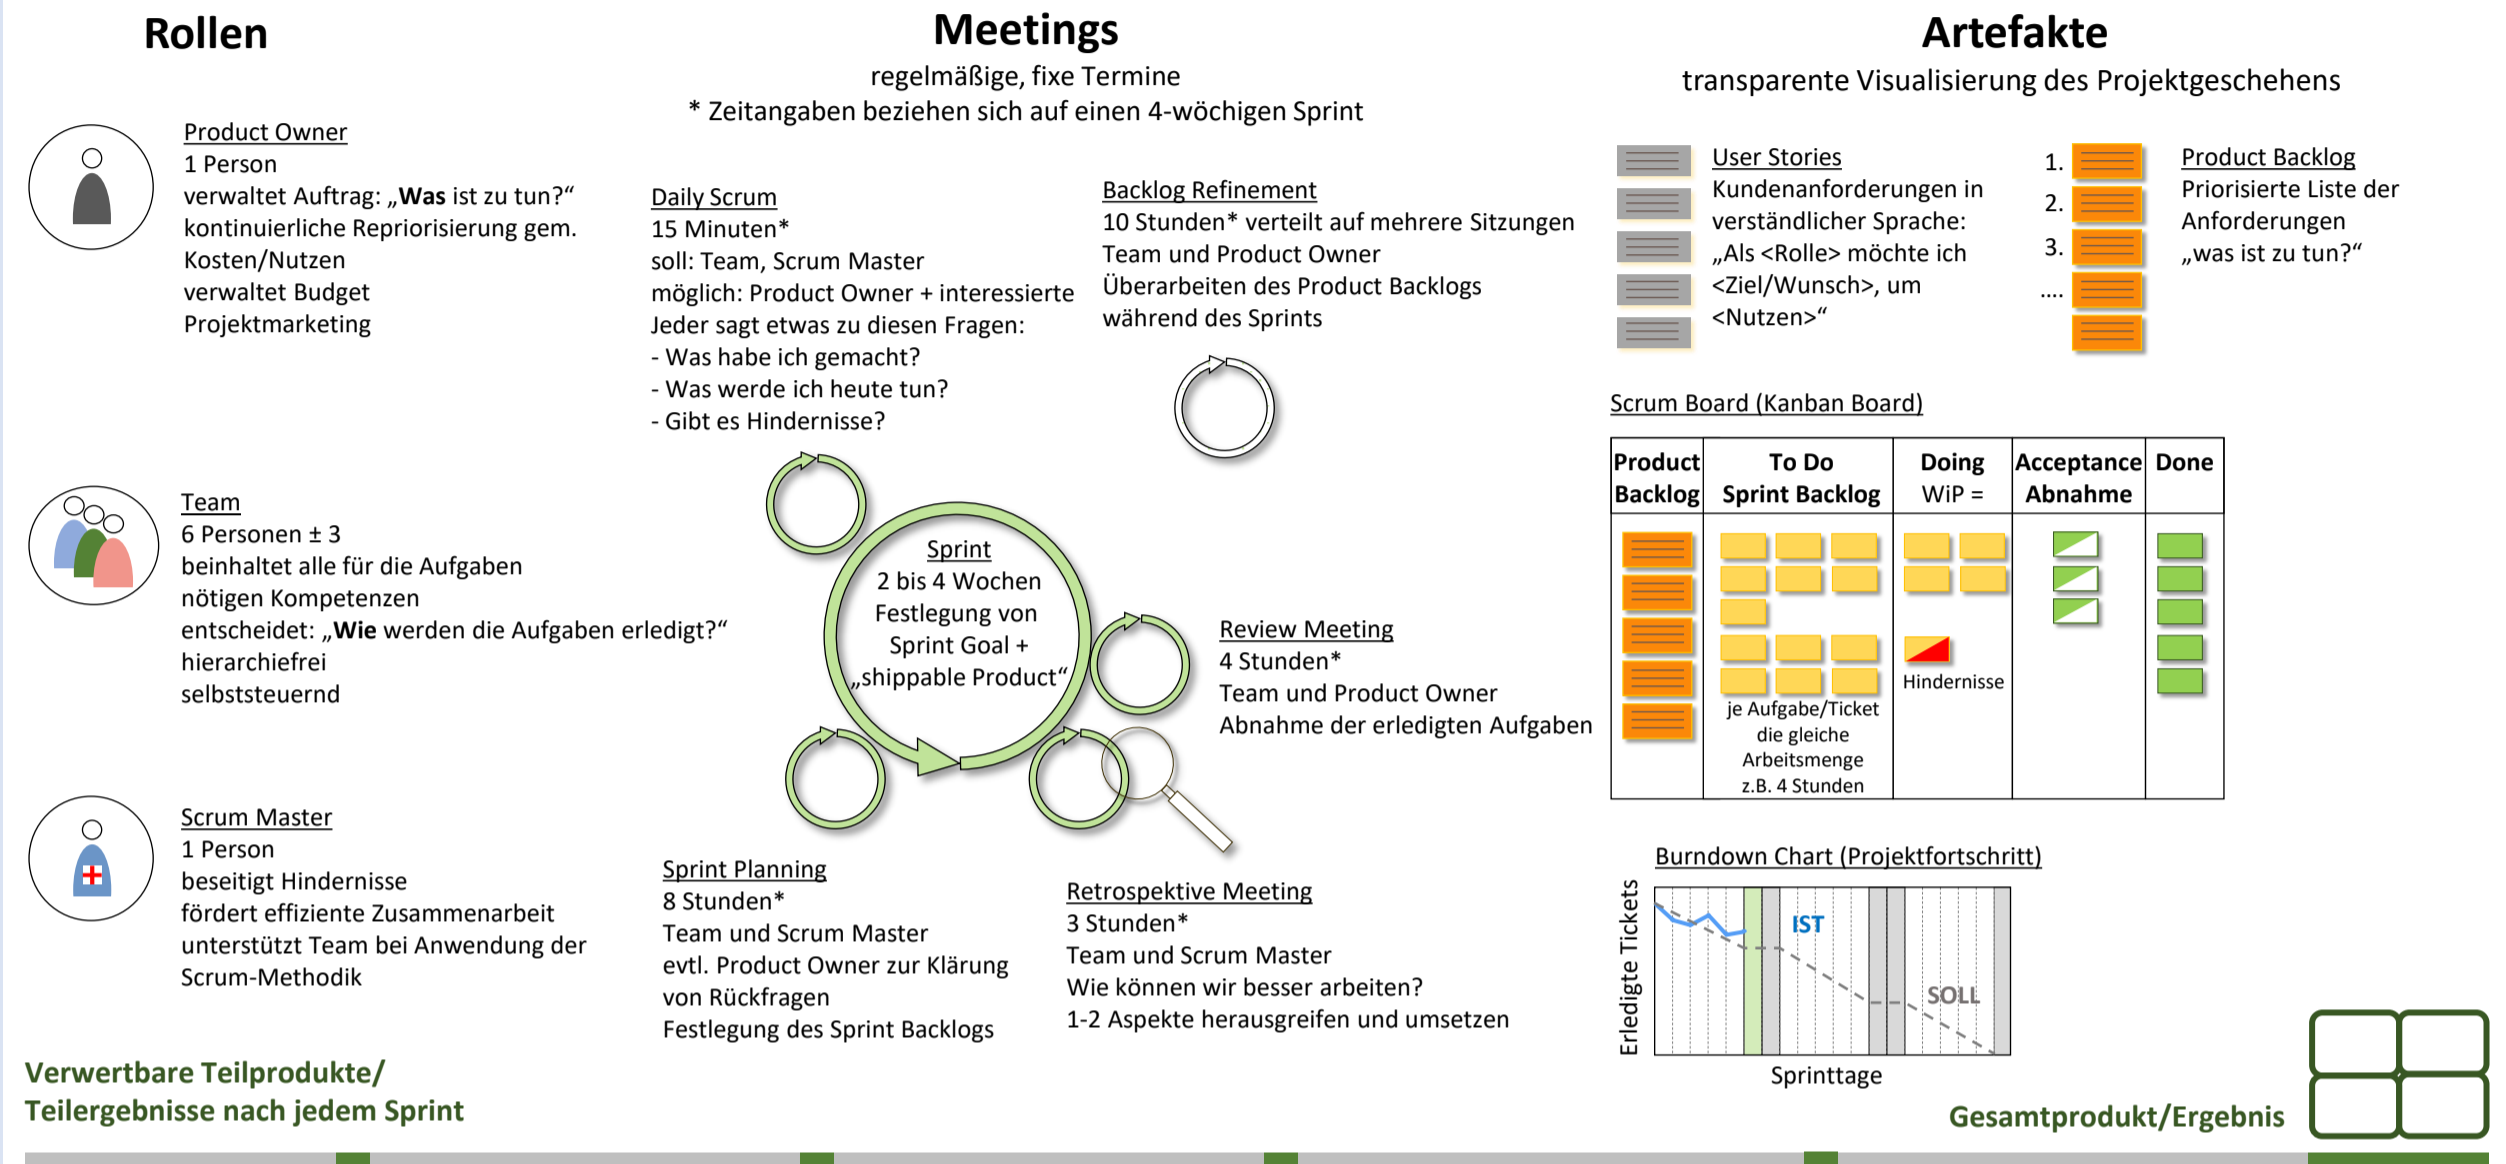 Rollen
Product Owner
1 Person
verwaltet Auftrag: „Was ist zu tun?“
kontinuierliche Repriorisierung gem.
Kosten/Nutzen
verwaltet Budget
Projektmarketing
Team
6 Personen ± 3
beinhaltet alle für die Aufgaben
nötigen Kompetenzen
entscheidet: „Wie werden die Aufgaben erledigt?“
hierarchiefrei
selbststeuernd
Scrum Master
1 Person
beseitigt Hindernisse
fördert effiziente Zusammenarbeit
unterstützt Team bei Anwendung der
Scrum-Methodik
Meetings
regelmäßige, fixe Termine
* Zeitangaben beziehen sich auf einen 4-wöchigen Sprint
Daily Scrum
15 Minuten*
soll: Team, Scrum Master
möglich: Product Owner + interessierte
Jeder sagt etwas zu diesen Fragen:
- Was habe ich gemacht?
- Was werde ich heute tun?
- Gibt es Hindernisse?
Backlog Refinement
10 Stunden* verteilt auf mehrere Sitzungen
Team und Product Owner
Überarbeiten des Product Backlogs
während des Sprints
Sprint
2 bis 4 Wochen
Festlegung von
Sprint Goal +
„shippable Product“
Review Meeting
4 Stunden*
Team und Product Owner
Abnahme der erledigten Aufgaben
Sprint Planning
8 Stunden*
Team und Scrum Master
evtl. Product Owner zur Klärung
von Rückfragen
Festlegung des Sprint Backlogs
Retrospektive Meeting
3 Stunden*
Team und Scrum Master
Wie können wir besser arbeiten?
1-2 Aspekte herausgreifen und umsetzen
Artefakte
transparente Visualisierung des Projektgeschehens
User Stories
Kundenanforderungen in
verständlicher Sprache:
„Als <Rolle> möchte ich
<Ziel/Wunsch>, um
<Nutzen>“
1.
2.
3.
....
Product Backlog
Priorisierte Liste der
Anforderungen
„was ist zu tun?“
Scrum Board (Kanban Board)
Product
Backlog
To Do
Sprint Backlog
Doing
WiP =
Acceptance
Abnahme
Done
je Aufgabe/Ticket
die gleiche
Arbeitsmenge
z.B. 4 Stunden
Hindernisse
Burndown Chart (Projektfortschritt)
Erledigte Tickets
IST
SOLL
Sprinttage
Verwertbare Teilprodukte/
Teilergebnisse nach jedem Sprint
Gesamtprodukt/Ergebnis